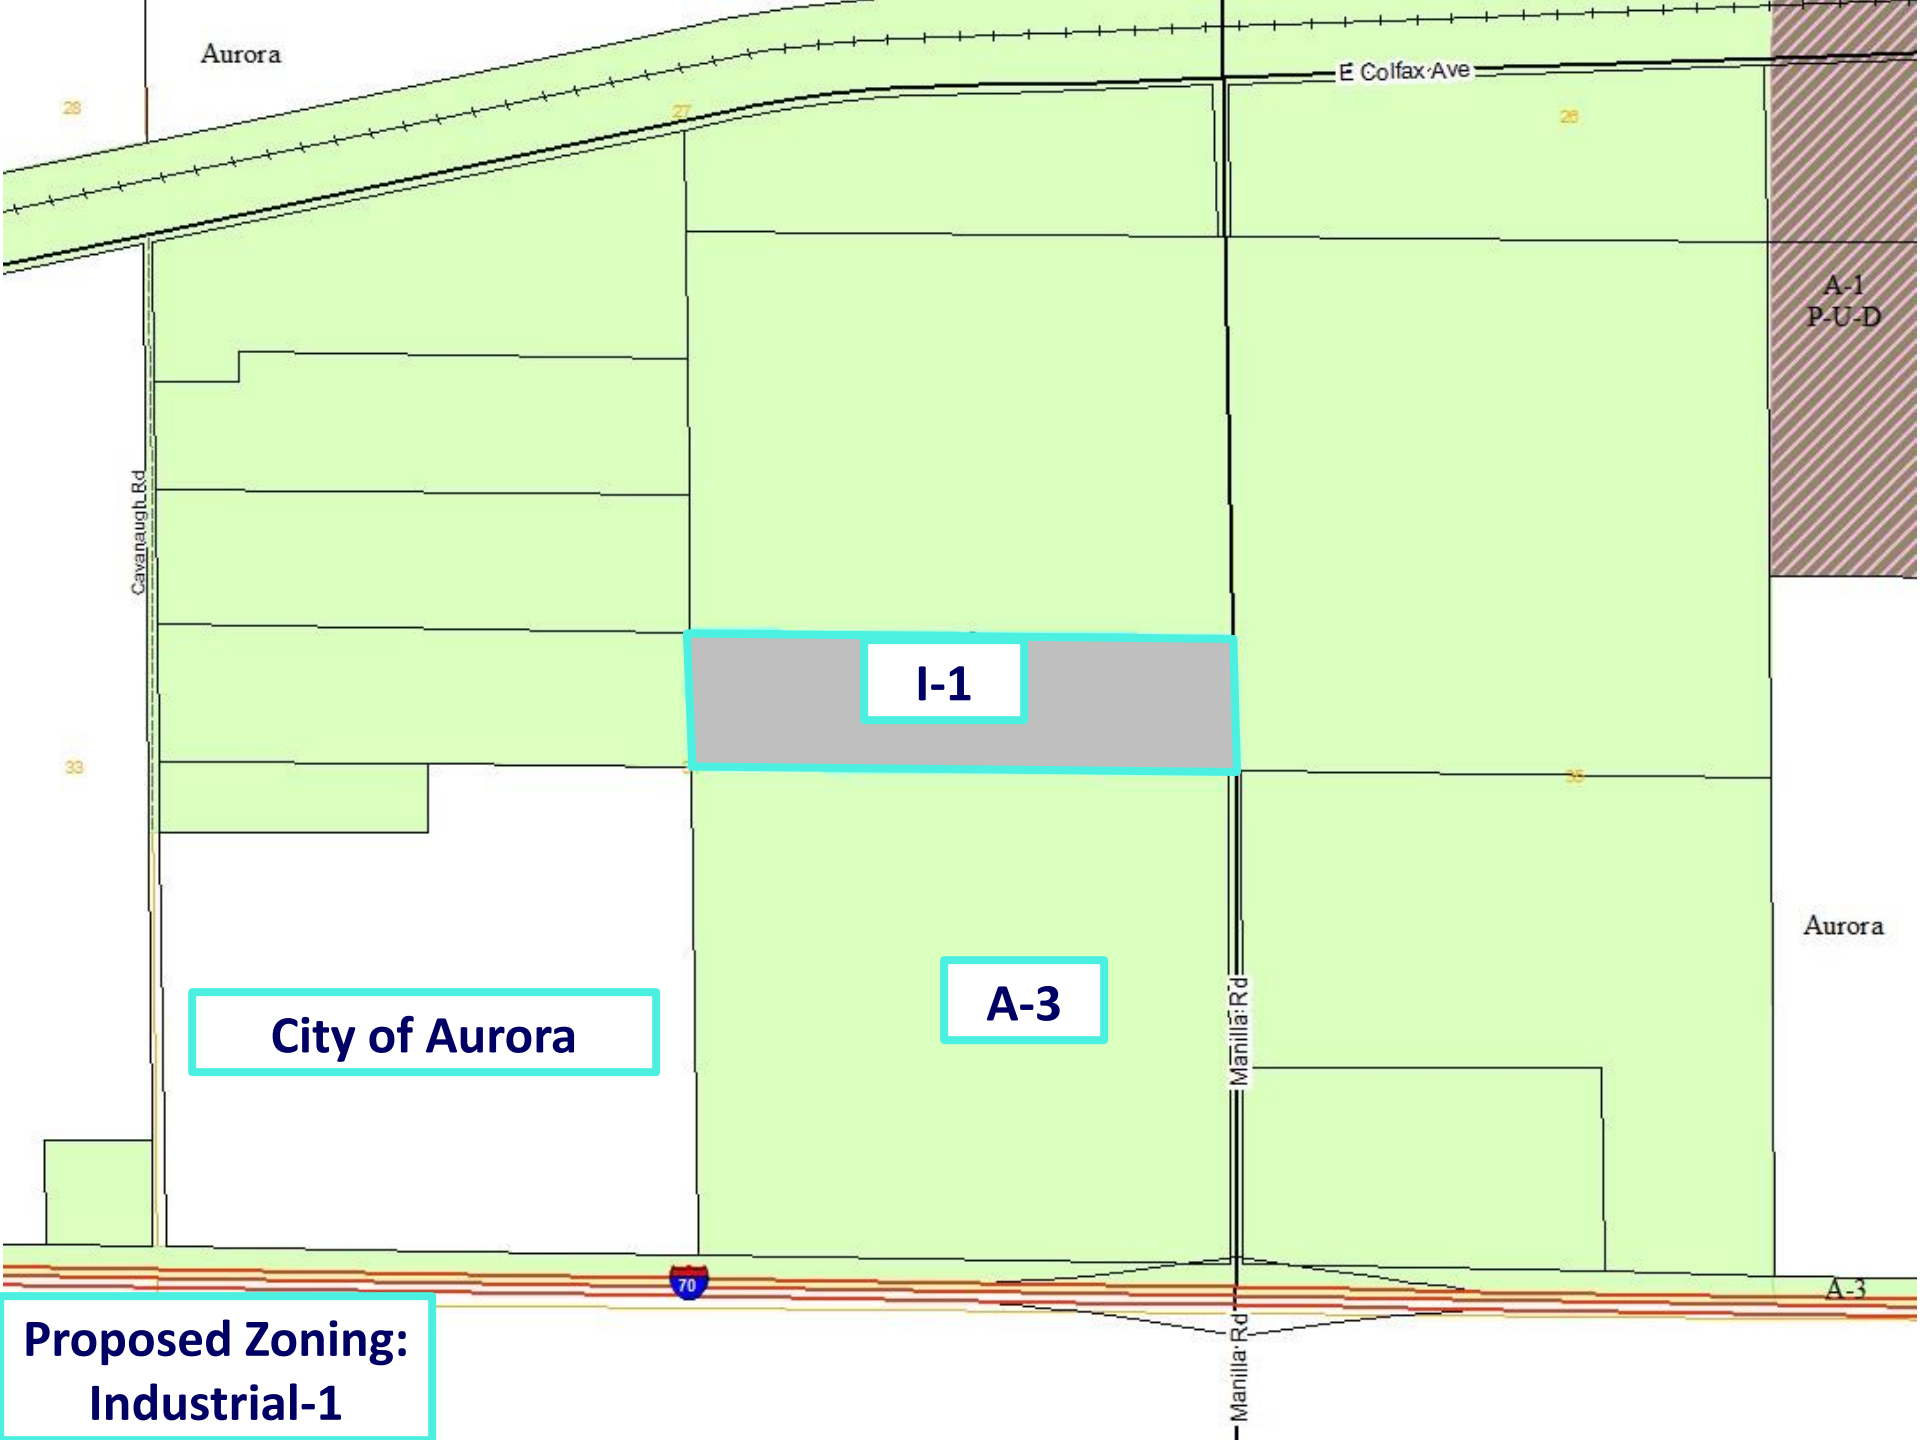 Aurora
E Colfax Ave
28
27
26
A-1
P-U-D
Cavanaugh Rd
I-1
33
35
Aurora
A-3
City of Aurora
Manilla Rd
70
A-3
Proposed Zoning:
Industrial-1
Manilla Rd